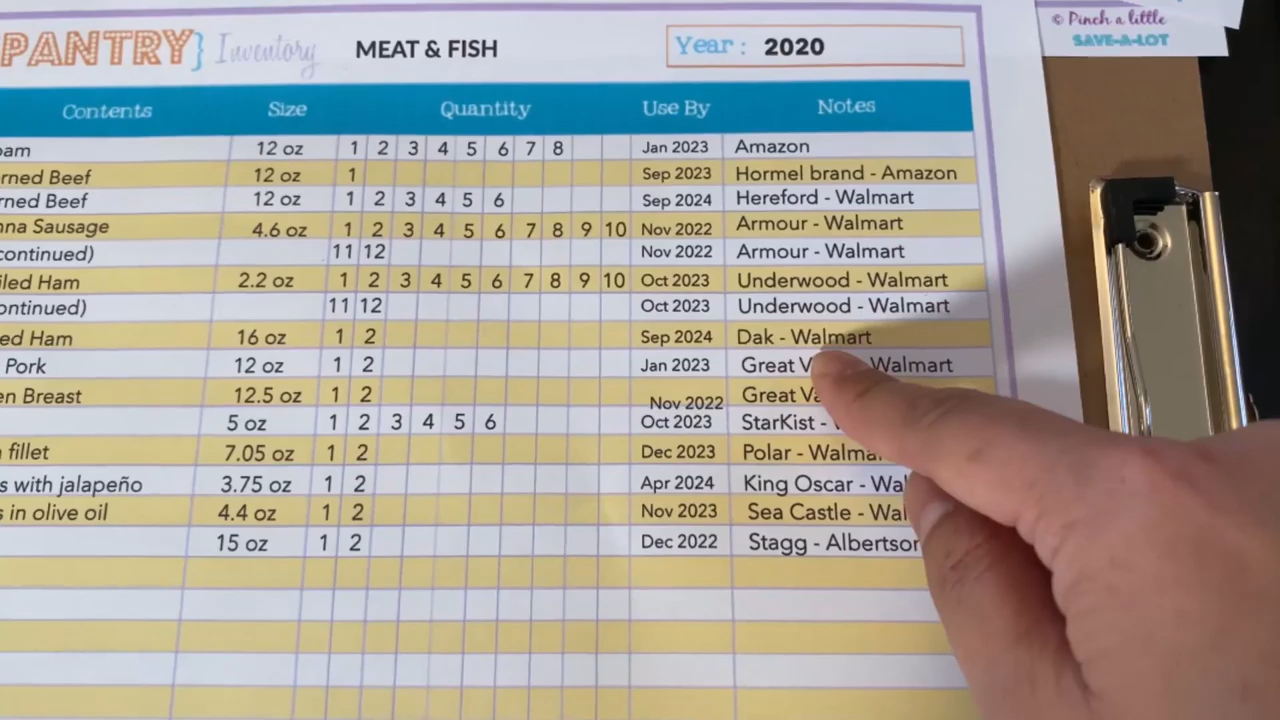 © Pinch a little
SAVE-A-LOT
PANTRY} Inventory MEAT & FISH Year: 2020
Contents Size Quantity Use By Notes
oam 12 oz 1 2 3 4 5 6 7 8 Jan 2023 Amazon
rned Beef 12 oz 1 Sep 2023 Hormel brand - Amazon
rned Beef 12 oz 1 2 3 4 5 6 Sep 2024 Hereford - Walmart
nna Sausage 4.6 oz 1 2 3 4 5 6 7 8 9 10 Nov 2022 Armour - Walmart
continued) 11 12 Nov 2022 Armour - Walmart
iled Ham 2.2 oz 1 2 3 4 5 6 7 8 9 10 Oct 2023 Underwood - Walmart
ontinued) 11 12 Oct 2023 Underwood - Walmart
ed Ham 16 oz 1 2 Sep 2024 Dak - Walmart
Pork 12 oz 1 2 Jan 2023 Great V Walmart
en Breast 12.5 oz 1 2 Nov 2022 Great Va
5 oz 1 2 3 4 5 6 Oct 2023 StarKist -
fillet 7.05 oz 1 2 Dec 2023 Polar - Walma
s with jalapeño 3.75 oz 1 2 Apr 2024 King Oscar - Wal
s in olive oil 4.4 oz 1 2 Nov 2023 Sea Castle - Wal
15 oz 1 2 Dec 2022 Stagg - Albertson